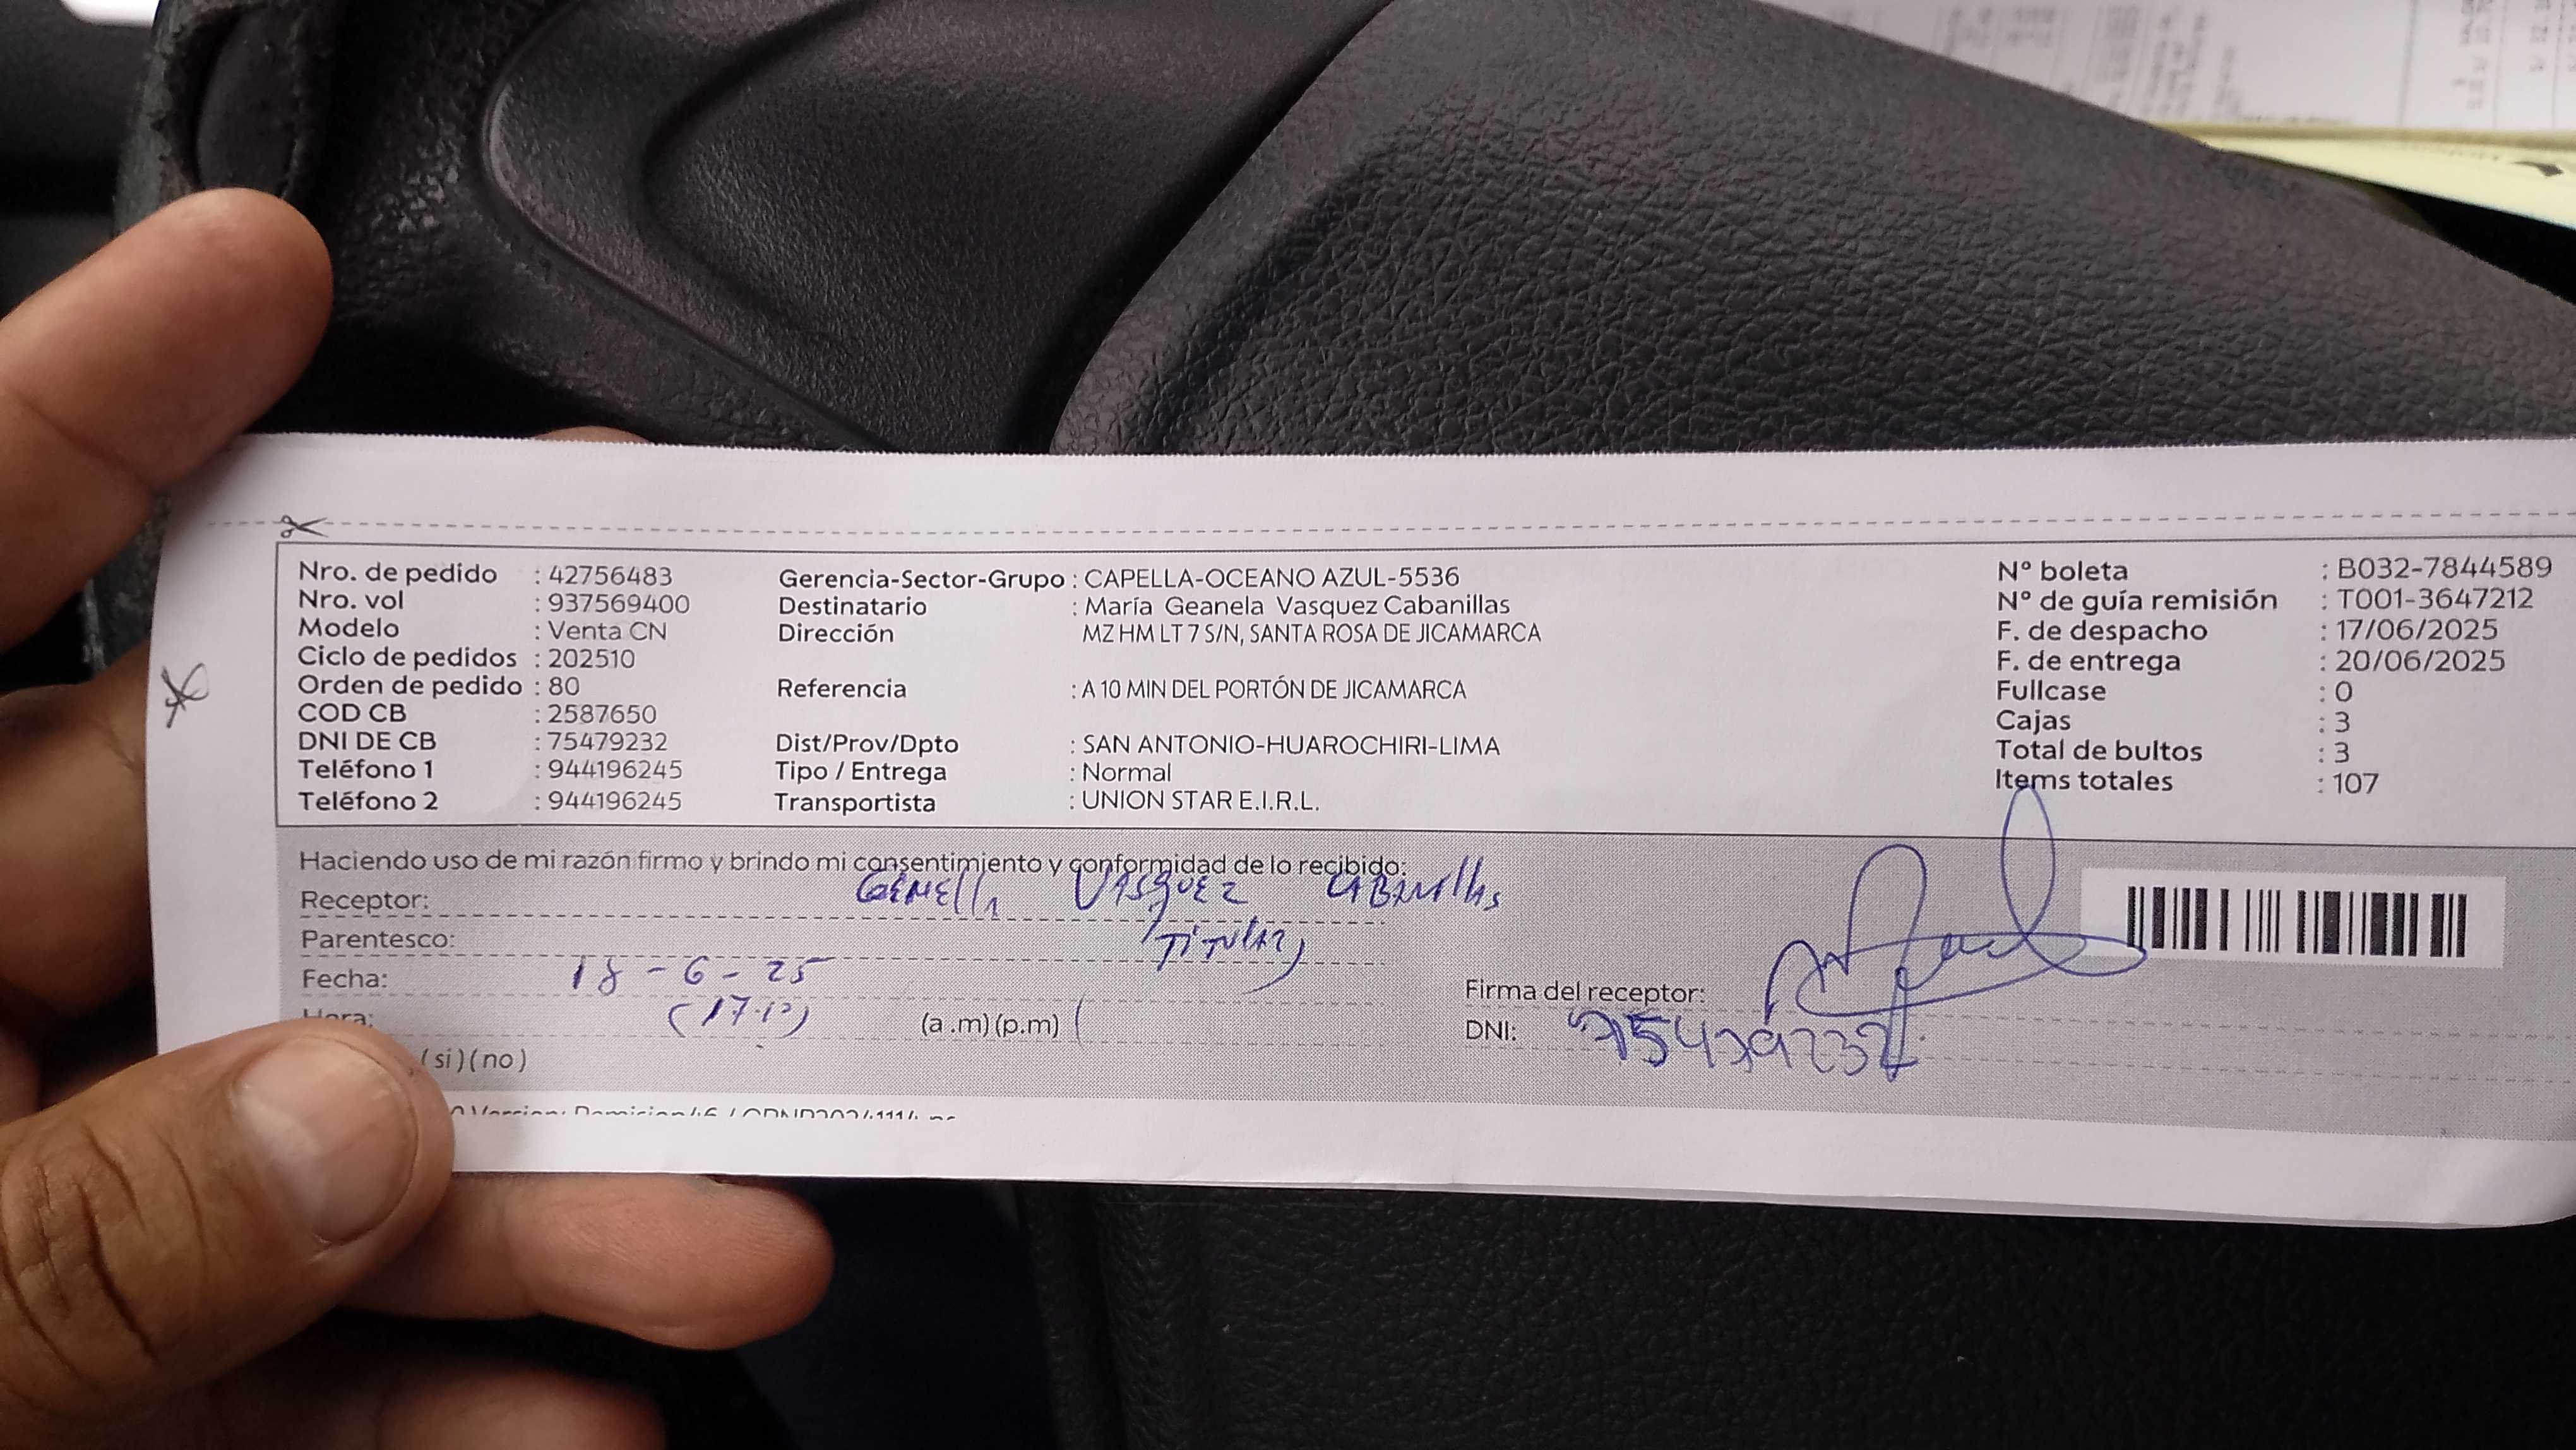 Nro. de pedido : 42756483
Nro. vol : 937569400
Modelo : Venta CN
Ciclo de pedidos : 202510
Orden de pedido : 80
COD CB : 2587650
DNI DE CB : 75479232
Teléfono 1 : 944196245
Teléfono 2 : 944196245
Gerencia-Sector-Grupo : CAPELLA-OCEANO AZUL-5536
Destinatario : María Geanela Vasquez Cabanillas
Dirección MZ HM LT 7 S/N, SANTA ROSA DE JICAMARCA
Referencia : A 10 MIN DEL PORTÓN DE JICAMARCA
Dist/Prov/Dpto : SAN ANTONIO-HUAROCHIRI-LIMA
Tipo / Entrega : Normal
Transportista : UNION STAR E.I.R.L.
Nº boleta : B032-7844589
Nº de guía remisión : T001-3647212
F. de despacho : 17/06/2025
F. de entrega : 20/06/2025
Fullcase : 0
Cajas : 3
Total de bultos : 3
Items totales : 107
Haciendo uso de mi razón firmo y brindo mi consentimiento y conformidad de lo recibido:
Receptor: VASQUEZ CABANILLAS
Parentesco: TITULAR
Fecha: 18-6-25
Hora: (a.m)(p.m)
(si)(no)
Firma del receptor:
DNI: 75479232